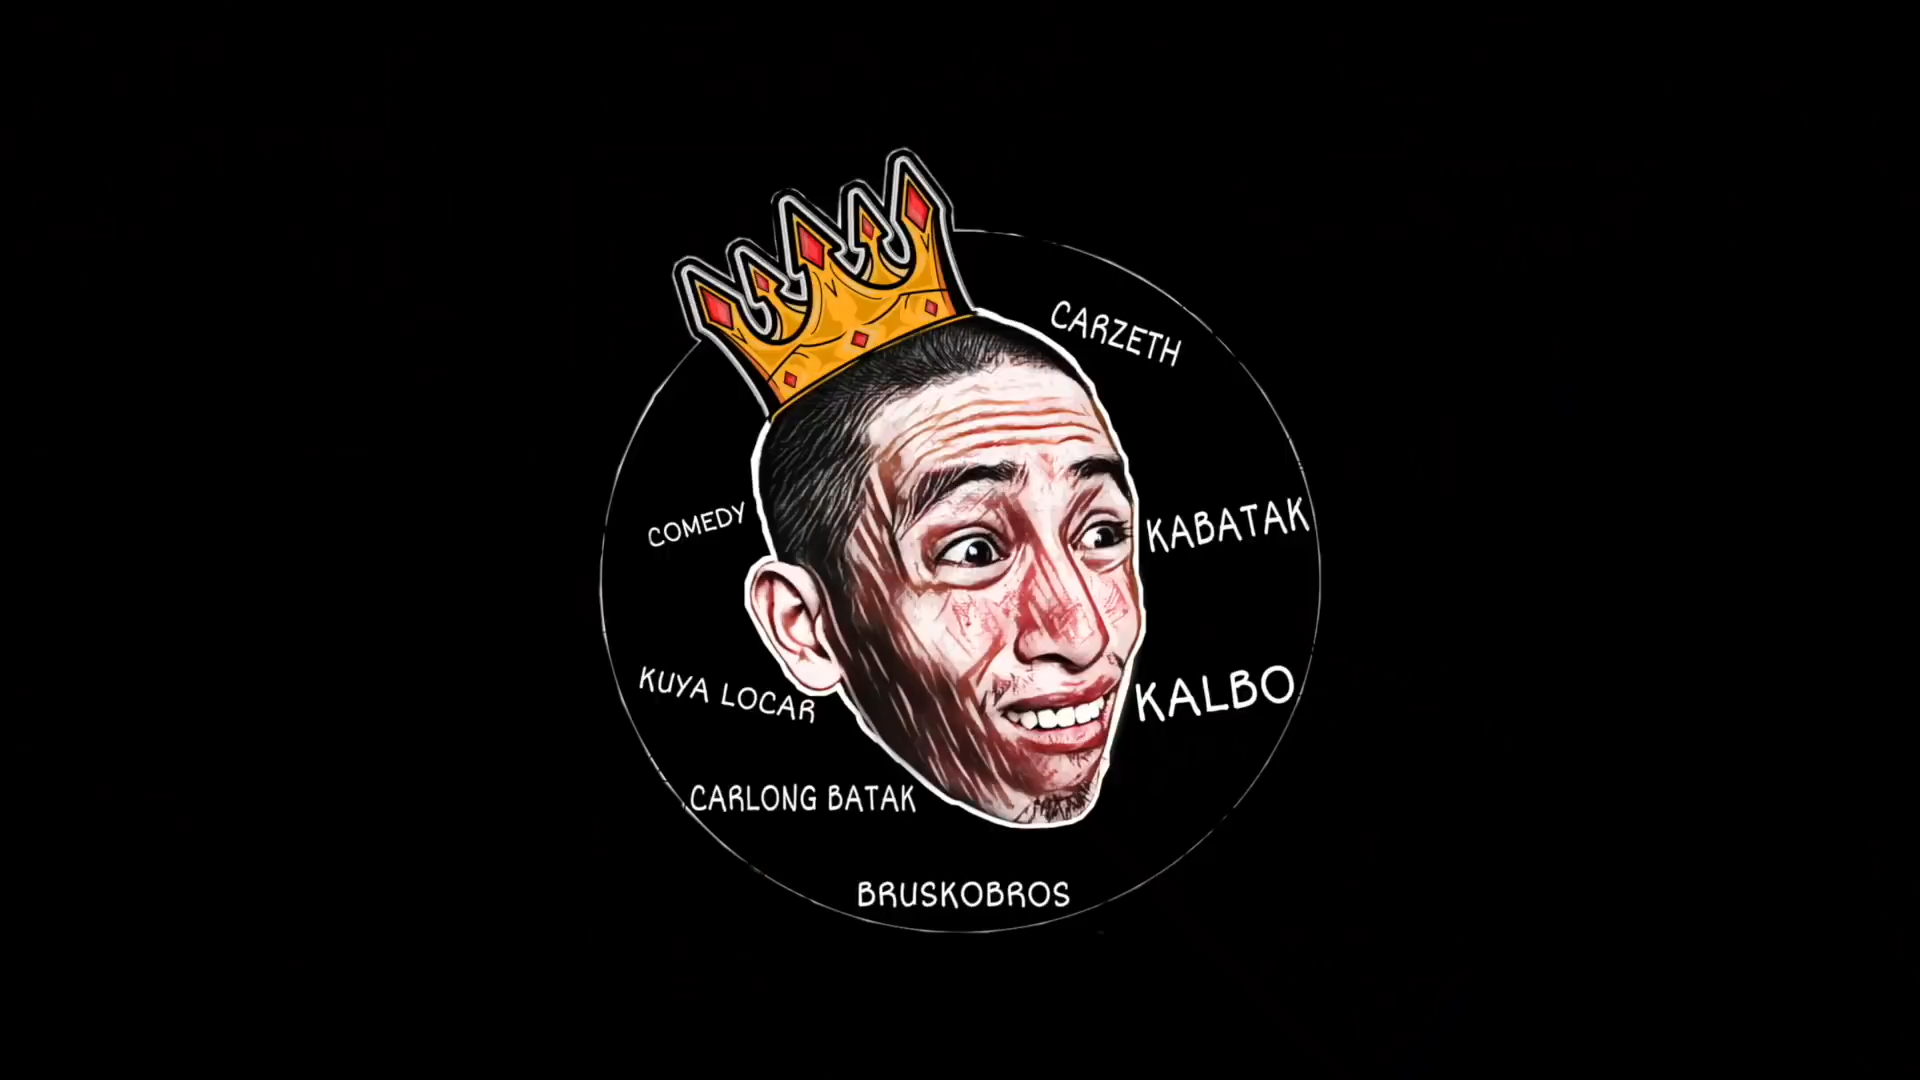 CARZETH
COMEDY
KABATAK
KUYA LOCAR
KALBO
CARLONG BATAK
BRUSKOBROS